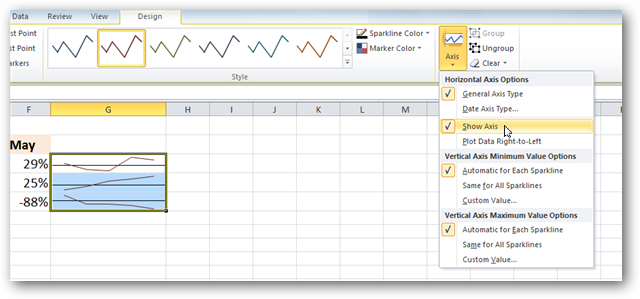 Data Review View Design
st Point
t Point
arkers
Sparkline Color
Marker Color
Style
Axis
Group
Ungroup
Clear
Horizontal Axis Options
General Axis Type
Date Axis Type...
Show Axis
Plot Data Right-to-Left
Vertical Axis Minimum Value Options
Automatic for Each Sparkline
Same for All Sparklines
Custom Value...
Vertical Axis Maximum Value Options
Automatic for Each Sparkline
Same for All Sparklines
Custom Value...
F G H I J K L M
May
29%
25%
-88%